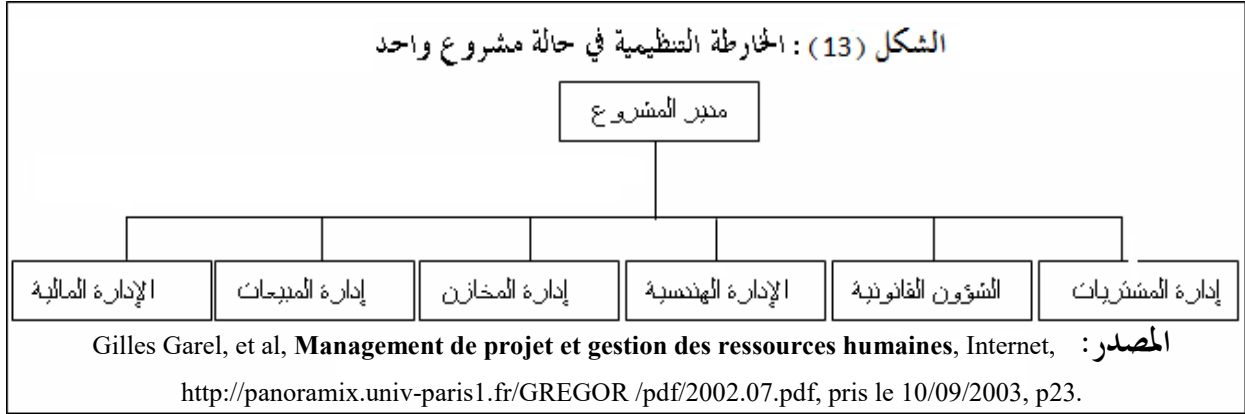 الشكل (13): الخارطة التنظيمية في حالة مشروع واحد
مدير المشروع
إدارة المشتريات
الشؤون القانونية
الإدارة الهندسية
إدارة المخازن
إدارة المبيعات
الإدارة المالية
المصدر: Gilles Garel, et al, Management de projet et gestion des ressources humaines, Internet,
http://panoramix.univ-paris1.fr/GREGOR /pdf/2002.07.pdf, pris le 10/09/2003, p23.